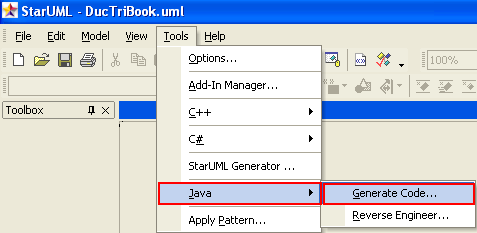 StarUML - DucTriBook.uml
File Edit Model View Tools Help
100%
Toolbox
Options...
Add-In Manager...
C++
C#
StarUML Generator ...
Java
Apply Pattern...
Generate Code...
Reverse Engineer...